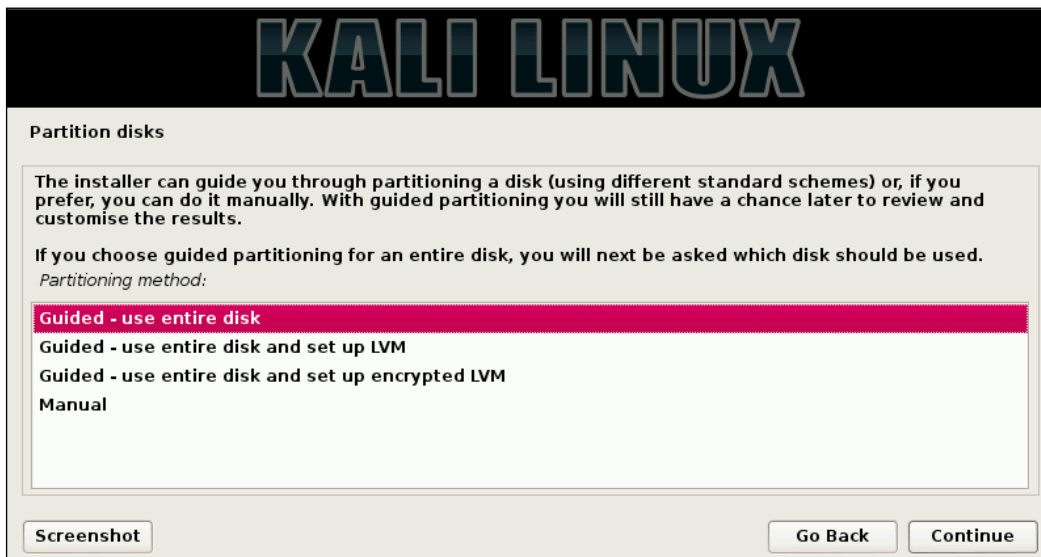 KALI LINUX
Partition disks
The installer can guide you through partitioning a disk (using different standard schemes) or, if you
prefer, you can do it manually. With guided partitioning you will still have a chance later to review and
customise the results.
If you choose guided partitioning for an entire disk, you will next be asked which disk should be used.
Partitioning method:
Guided - use entire disk
Guided - use entire disk and set up LVM
Guided - use entire disk and set up encrypted LVM
Manual
Screenshot
Go Back
Continue